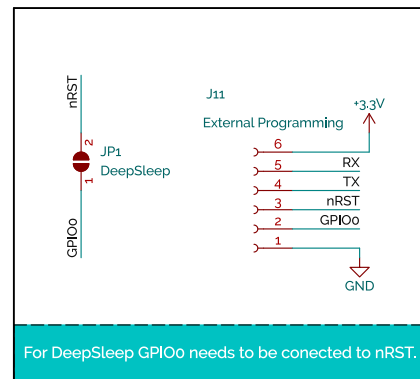 nRST
2
JP1
DeepSleep
1
GPIO0
J11
External Programming
+3.3V
6
5
RX
4
TX
3
nRST
2
GPIO0
1
GND
For DeepSleep GPIO0 needs to be conected to nRST.